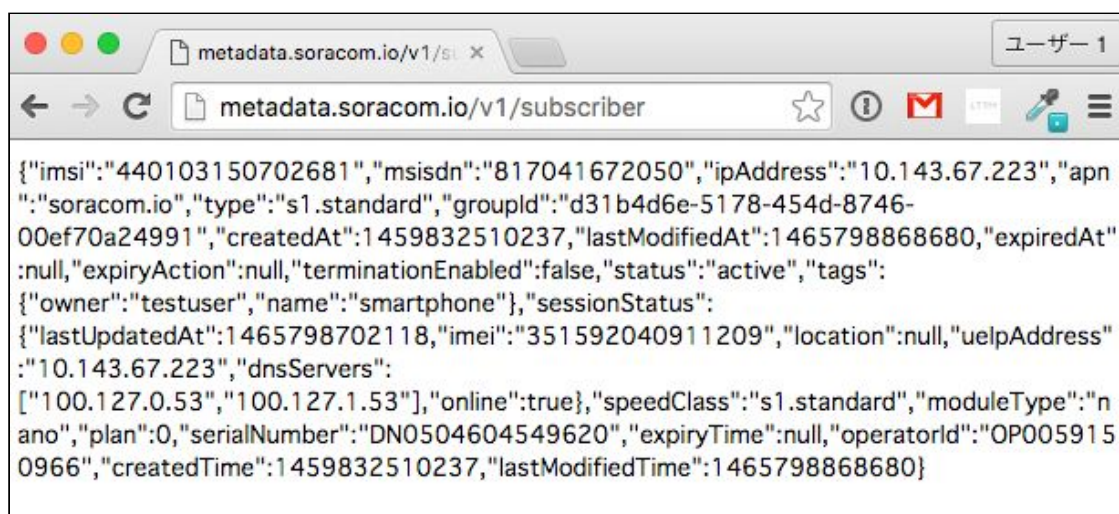 metadata.soracom.io/v1/s
ユーザー 1
metadata.soracom.io/v1/subscriber
{"imsi":"440103150702681","msisdn":"817041672050","ipAddress":"10.143.67.223","apn
":"soracom.io","type":"s1.standard","groupId":"d31b4d6e-5178-454d-8746-
00ef70a24991","createdAt":1459832510237,"lastModifiedAt":1465798868680,"expiredAt"
:null,"expiryAction":null,"terminationEnabled":false,"status":"active","tags":
{"owner":"testuser","name":"smartphone"},"sessionStatus":
{"lastUpdatedAt":1465798702118,"imei":"351592040911209","location":null,"ueIpAddress"
:"10.143.67.223","dnsServers":
["100.127.0.53","100.127.1.53"],"online":true},"speedClass":"s1.standard","moduleType":"n
ano","plan":0,"serialNumber":"DN0504604549620","expiryTime":null,"operatorId":"OP005915
0966","createdTime":1459832510237,"lastModifiedTime":1465798868680}